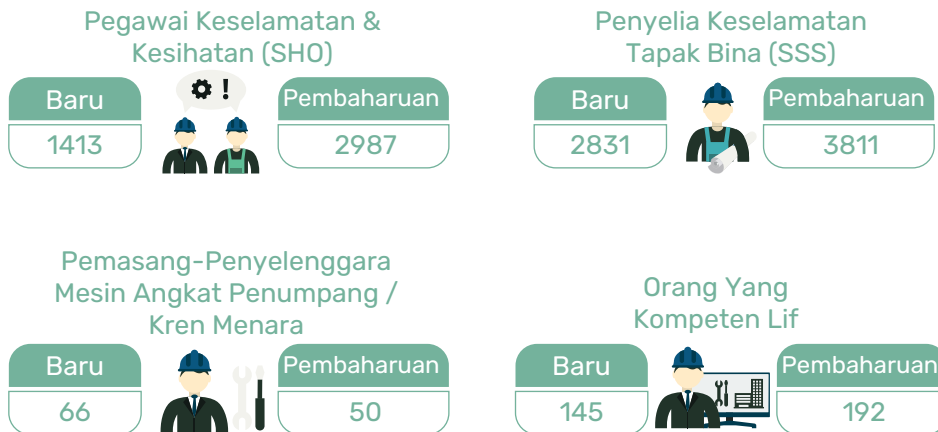 Pegawai Keselamatan &
Kesihatan (SHO)
Baru
!
Pembaharuan
1413
2987
Penyelia Keselamatan
Tapak Bina (SSS)
Baru
Pembaharuan
2831
3811
Pemasang-Penyelenggara
Mesin Angkat Penumpang /
Kren Menara
Baru
Pembaharuan
66
50
Orang Yang
Kompeten Lif
Baru
Pembaharuan
145
192